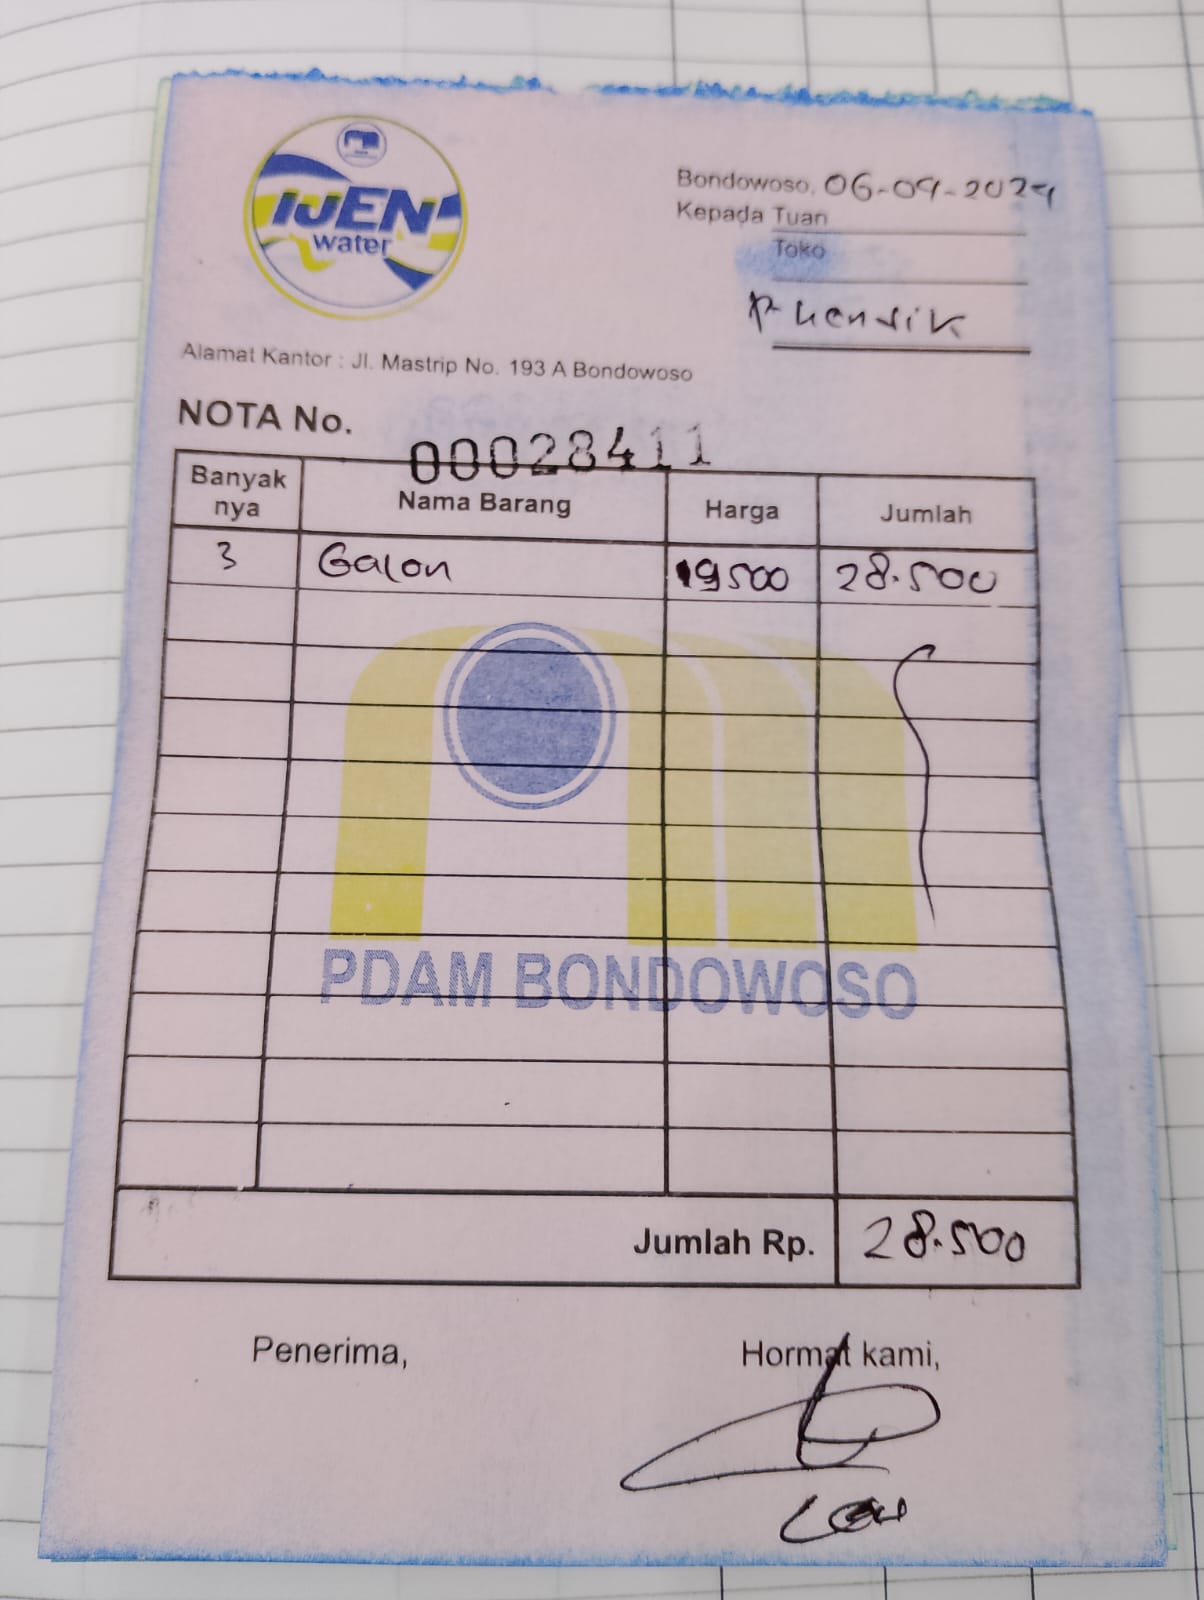 IJEN
water
Bondowoso, 06-09-2024
Kepada Tuan
Toko
Alamat Kantor : Jl. Mastrip No. 193 A Bondowoso
NOTA No. 00028411
Banyak nya Nama Barang Harga Jumlah
3 Galon 9500 28.500
PDAM BONDOWOSO
Jumlah Rp. 28.500
Penerima, Hormat kami,